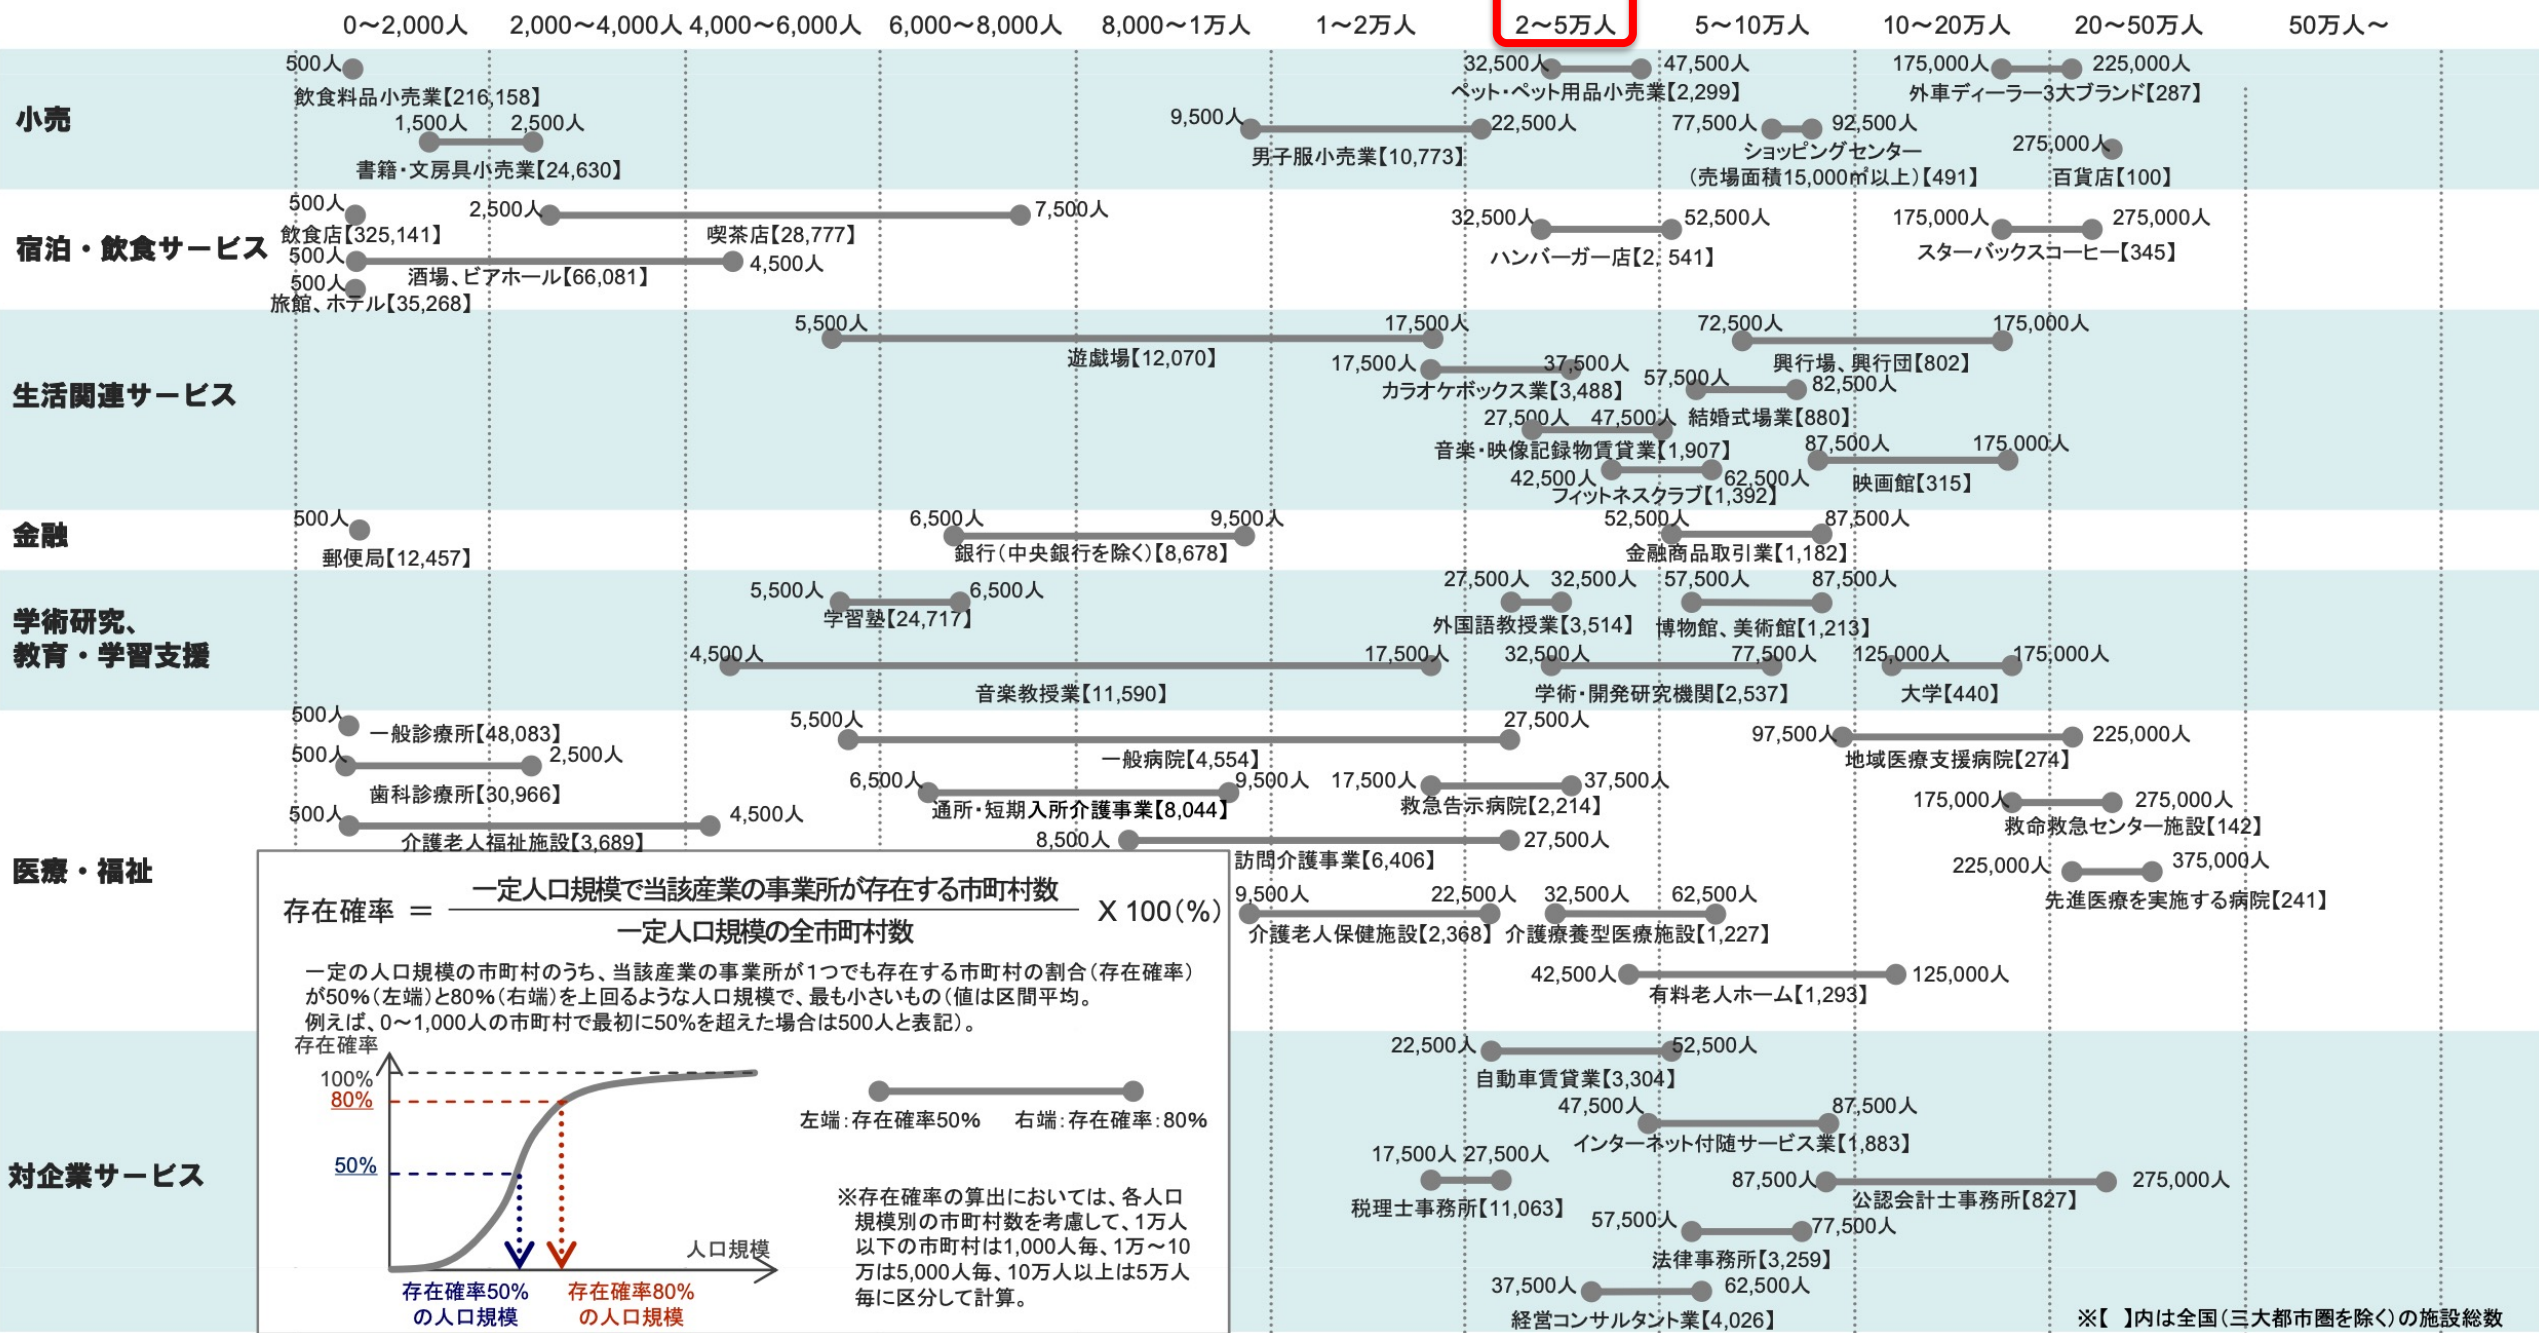 0～2,000人 2,000～4,000人 4,000～6,000人 6,000～8,000人 8,000～1万人 1～2万人 2～5万人 5～10万人 10～20万人 20～50万人 50万人～
小売
500人
飲食料品小売業【216,158】
1,500人 2,500人
書籍・文房具小売業【24,630】
9,500人 22,500人
男子服小売業【10,773】
32,500人 47,500人
ペット・ペット用品小売業【2,299】
77,500人 92,500人
ショッピングセンター
（売場面積15,000㎡以上）【491】
175,000人 225,000人
外車ディーラー3大ブランド【287】
275,000人
百貨店【100】
宿泊・飲食サービス
500人
飲食店【325,141】
2,500人 7,500人
喫茶店【28,777】
500人 4,500人
酒場、ビアホール【66,081】
500人
旅館、ホテル【35,268】
32,500人 52,500人
ハンバーガー店【2，541】
175,000人 275,000人
スターバックスコーヒー【345】
生活関連サービス
5,500人 17,500人
遊戯場【12,070】
17,500人 37,500人
カラオケボックス業【3,488】
27,500人 47,500人
音楽・映像記録物賃貸業【1,907】
42,500人 62,500人
フィットネスクラブ【1,392】
72,500人 175,000人
興行場、興行団【802】
57,500人 82,500人
結婚式場業【880】
87,500人 175,000人
映画館【315】
金融
500人
郵便局【12,457】
6,500人 9,500人
銀行（中央銀行を除く）【8,678】
52,500人 87,500人
金融商品取引業【1,182】
学術研究、
教育・学習支援
5,500人 6,500人
学習塾【24,717】
4,500人 17,500人
音楽教授業【11,590】
27,500人 32,500人
外国語教授業【3,514】
57,500人 87,500人
博物館、美術館【1,213】
32,500人 77,500人
学術・開発研究機関【2,537】
125,000人 175,000人
大学【440】
医療・福祉
500人
一般診療所【48,083】
500人 2,500人
歯科診療所【30,966】
500人 4,500人
介護老人福祉施設【3,689】
5,500人 27,500人
一般病院【4,554】
6,500人 9,500人
通所・短期入所介護事業【8,044】
17,500人 37,500人
救急告示病院【2,214】
8,500人 27,500人
訪問介護事業【6,406】
9,500人 22,500人
介護老人保健施設【2,368】
32,500人 62,500人
介護療養型医療施設【1,227】
42,500人 125,000人
有料老人ホーム【1,293】
97,500人 225,000人
地域医療支援病院【274】
175,000人 275,000人
救命救急センター施設【142】
225,000人 375,000人
先進医療を実施する病院【241】
対企業サービス
22,500人 52,500人
自動車賃貸業【3,304】
47,500人 87,500人
インターネット付随サービス業【1,883】
17,500人 27,500人
税理士事務所【11,063】
87,500人 275,000人
公認会計士事務所【827】
57,500人 77,500人
法律事務所【3,259】
37,500人 62,500人
経営コンサルタント業【4,026】
存在確率 ＝ 一定人口規模で当該産業の事業所が存在する市町村数
一定人口規模の全市町村数
X 100（%）
一定の人口規模の市町村のうち、当該産業の事業所が1つでも存在する市町村の割合（存在確率）
が50%（左端）と80%（右端）を上回るような人口規模で、最も小さいもの（値は区間平均。
例えば、0～1,000人の市町村で最初に50%を超えた場合は500人と表記）。
存在確率
100%
80%
50%
人口規模
存在確率50%
の人口規模
存在確率80%
の人口規模
左端：存在確率50% 右端：存在確率：80%
※存在確率の算出においては、各人口
規模別の市町村数を考慮して、1万人
以下の市町村は1,000人毎、1万～10
万は5,000人毎、10万人以上は5万人
毎に区分して計算。
※【 】内は全国（三大都市圏を除く）の施設総数